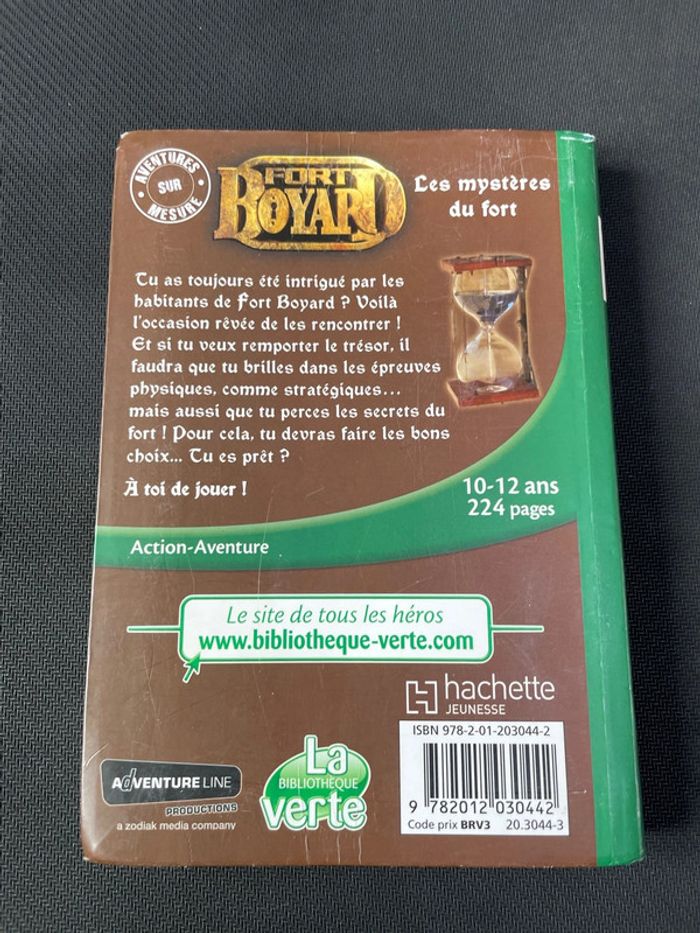 AVENTURES
SUR
MESURE
FORT
BOYARD
Les mystères
du fort
Tu as toujours été intrigué par les
habitants de Fort Boyard ? Voilà
l'occasion rêvée de les rencontrer !
Et si tu veux remporter le trésor, il
faudra que tu brilles dans les épreuves
physiques, comme stratégiques...
mais aussi que tu perces les secrets du
fort ! Pour cela, tu devras faire les bons
choix... Tu es prêt ?
À toi de jouer !
10-12 ans
224 pages
Action-Aventure
Le site de tous les héros
www.bibliotheque-verte.com
hachette
JEUNESSE
ISBN 978-2-01-203044-2
9 782012 030442
Code prix BRV3 20.3044-3
ADVENTURE LINE
PRODUCTIONS
a zodiak media company
La
BIBLIOTHÈQUE
verte